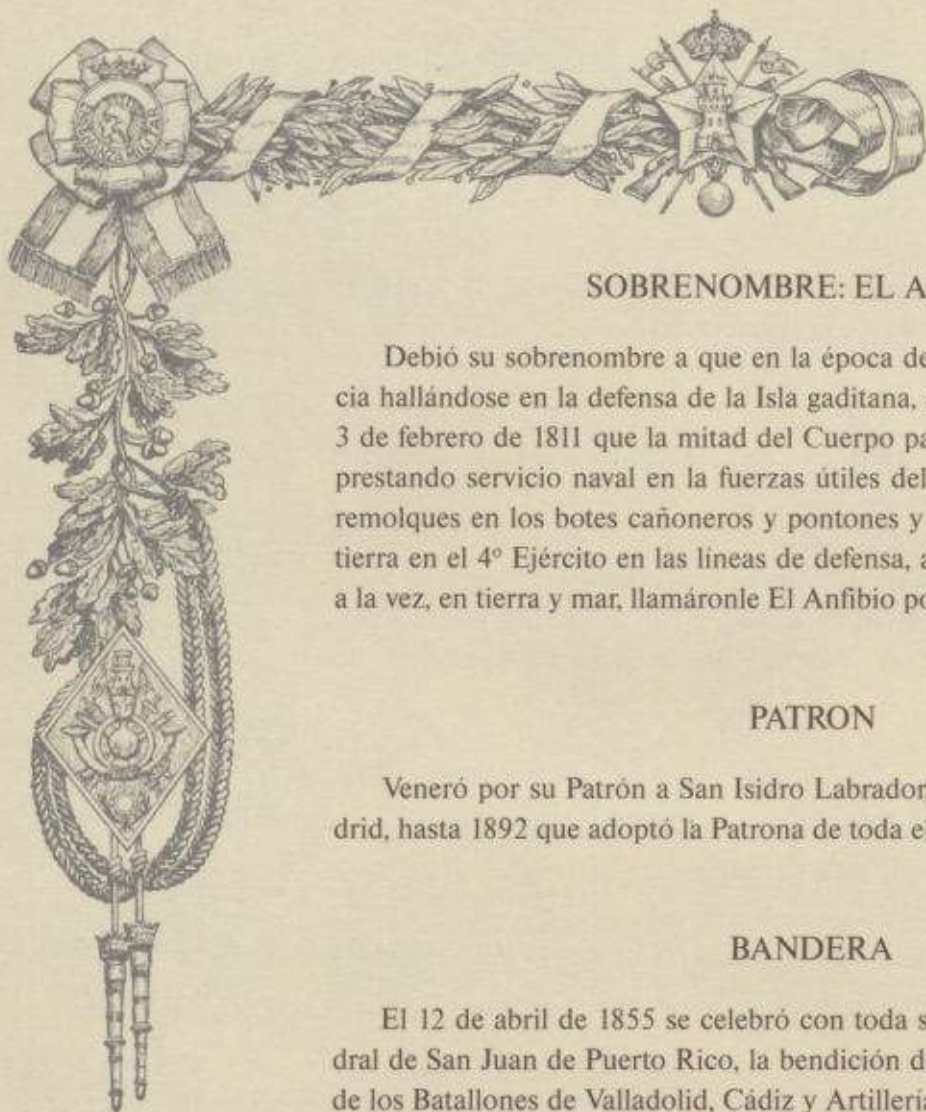 SOBRENOMBRE: EL A
Debió su sobrenombre a que en la época de
cia hallándose en la defensa de la Isla gaditana,
3 de febrero de 1811 que la mitad del Cuerpo pa
prestando servicio naval en la fuerzas útiles del
remolques en los botes cañoneros y pontones y
tierra en el 4º Ejército en las líneas de defensa, a
a la vez, en tierra y mar, llamáronle El Anfibio po
PATRON
Veneró por su Patrón a San Isidro Labrador
drid, hasta 1892 que adoptó la Patrona de toda el
BANDERA
El 12 de abril de 1855 se celebró con toda s
dral de San Juan de Puerto Rico, la bendición d
de los Batallones de Valladolid, Cádiz y Artillería